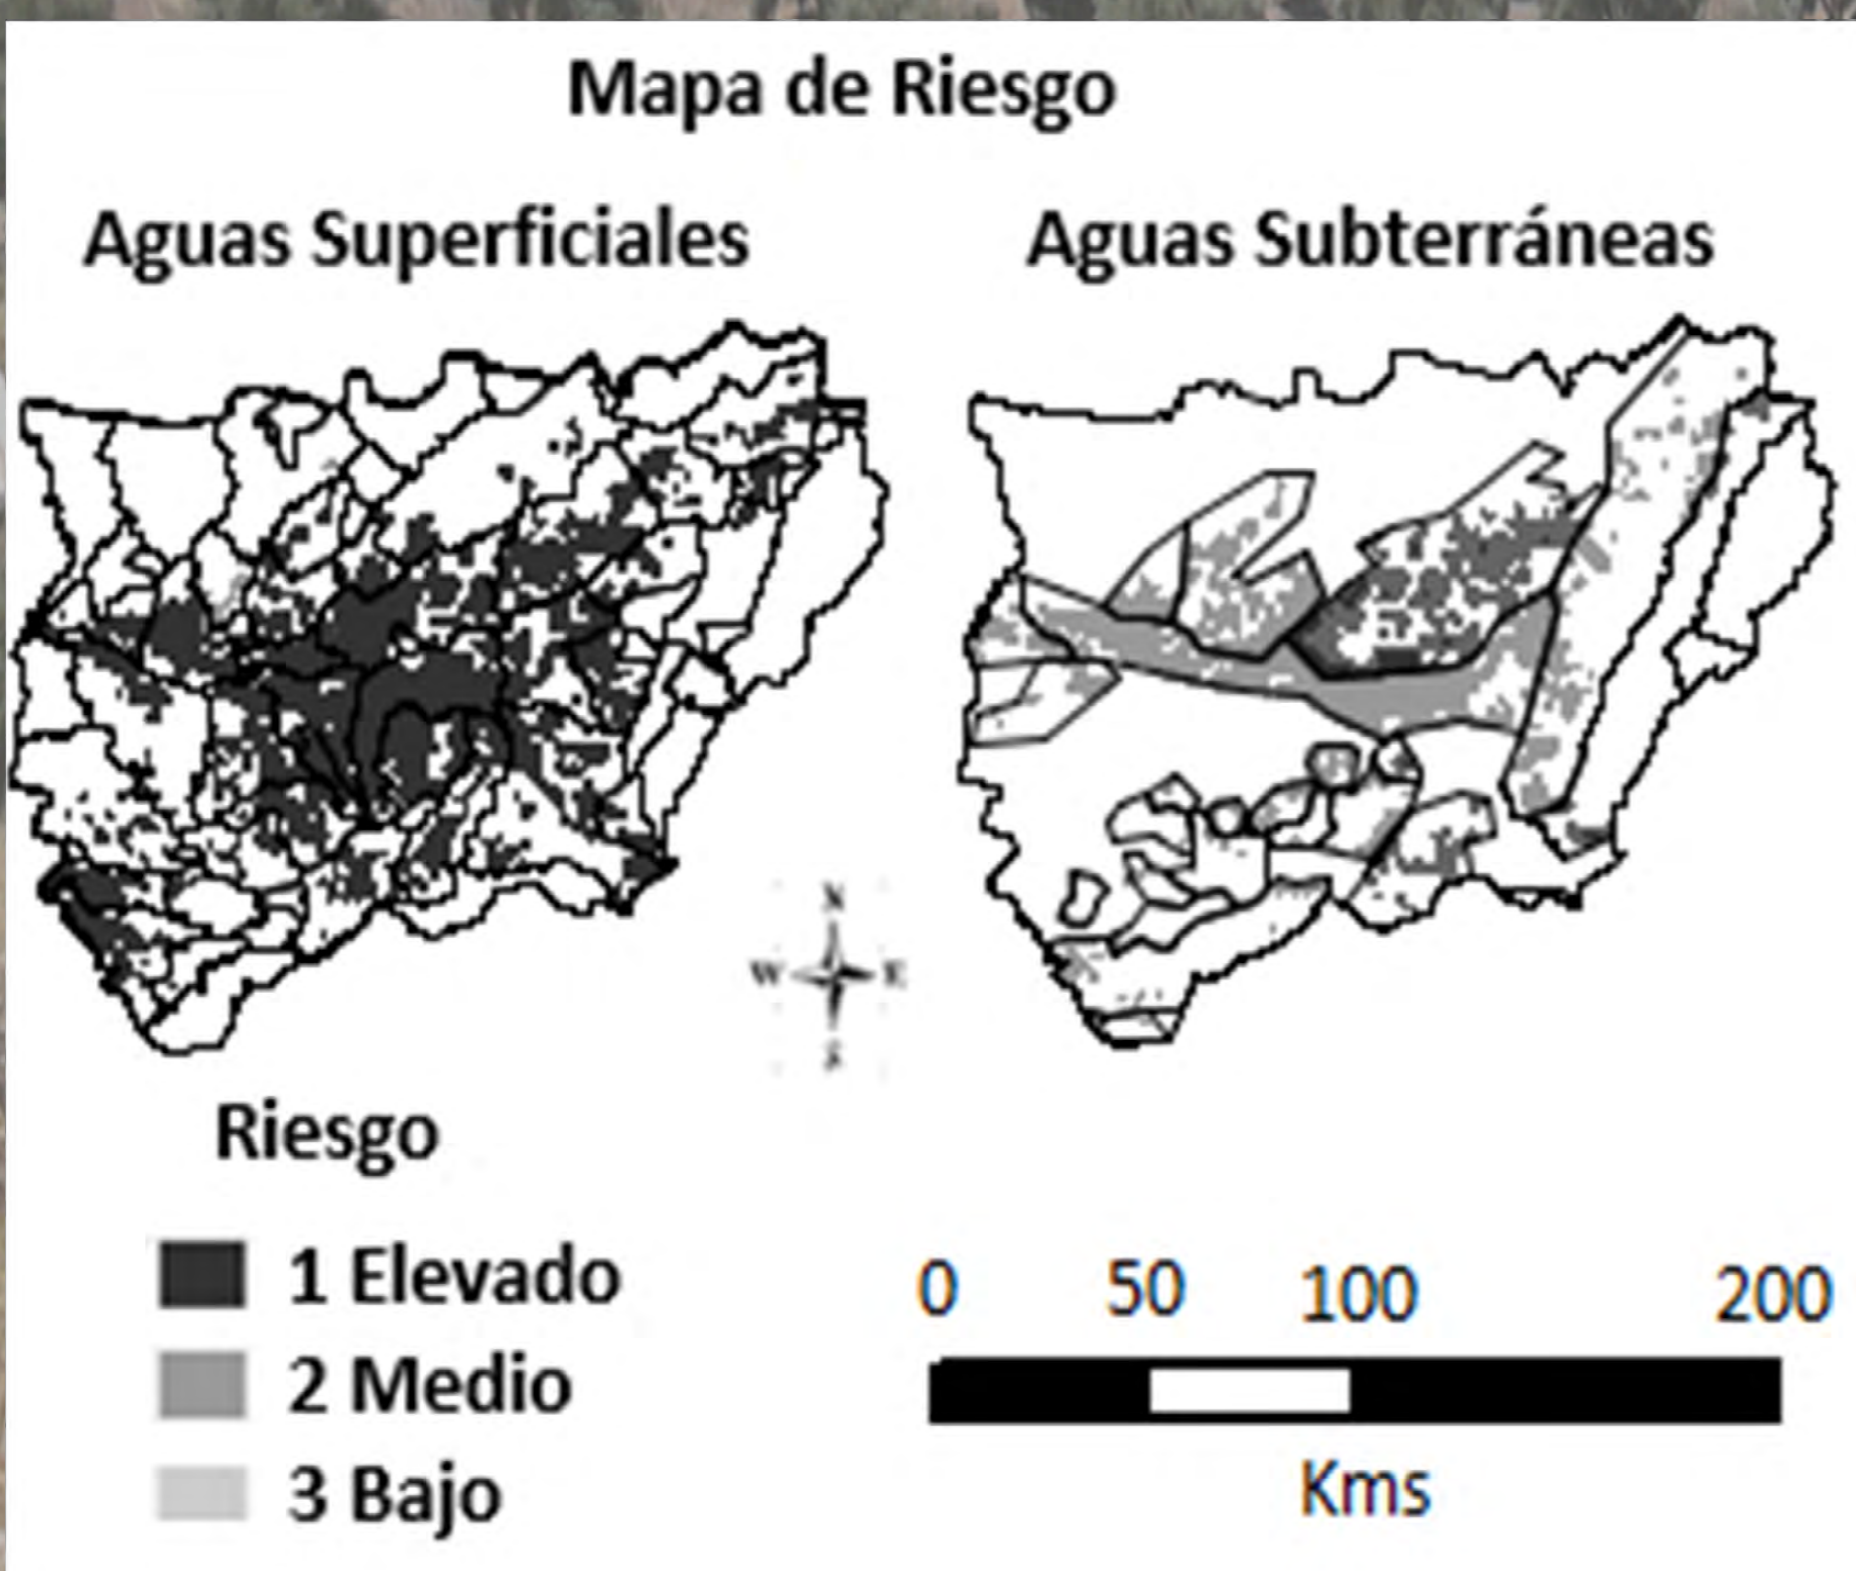 Mapa de Riesgo
Aguas Superficiales
Aguas Subterráneas
N
W E
S
Riesgo
1 Elevado
2 Medio
3 Bajo
0 50 100 200
Kms